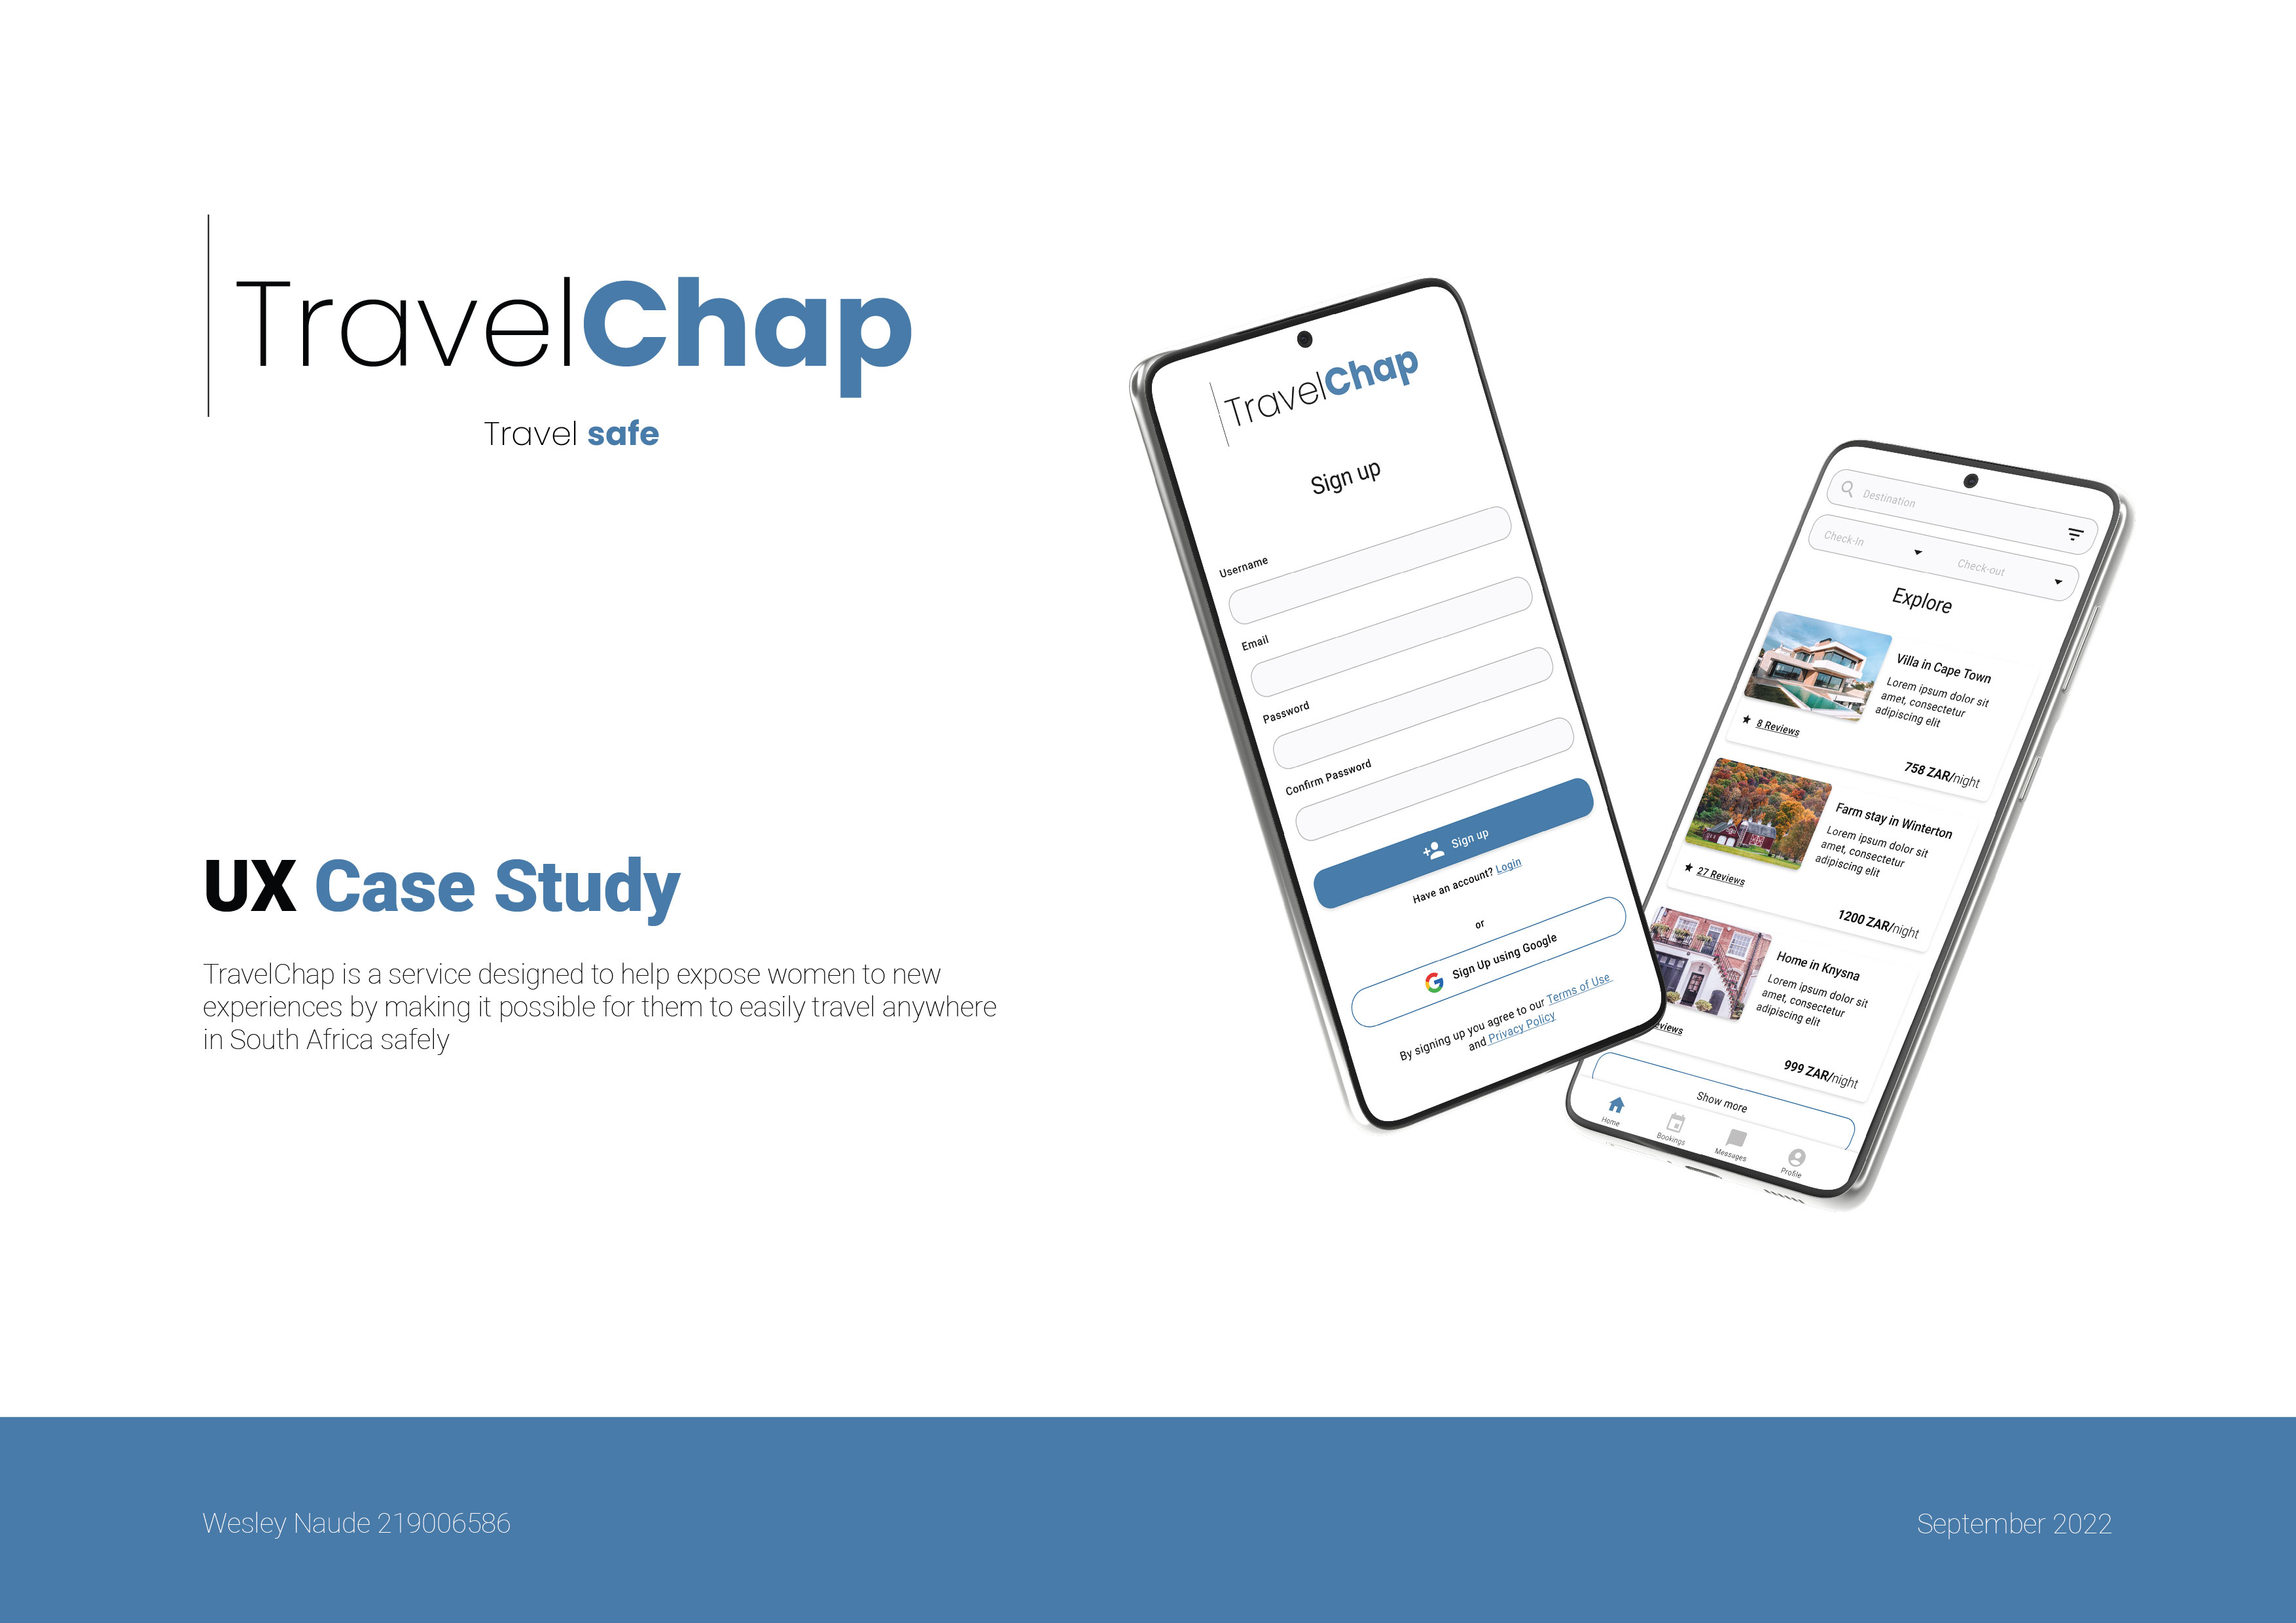 TravelChap
Travel safe
UX Case Study
TravelChap is a service designed to help expose women to new
experiences by making it possible for them to easily travel anywhere
in South Africa safely
TravelChap
Sign up
Username
Email
Password
Confirm Password
Sign up
Have an account? Login
or
Sign Up using Google
By signing up you agree to our Terms of Use
and Privacy Policy
Destination
Check-In
Check-out
Explore
Villa in Cape Town
Lorem ipsum dolor sit
amet, consectetur
adipiscing elit
8 Reviews
758 ZAR/night
Farm stay in Winterton
Lorem ipsum dolor sit
amet, consectetur
adipiscing elit
27 Reviews
1200 ZAR/night
Home in Knysna
Lorem ipsum dolor sit
amet, consectetur
adipiscing elit
eviews
999 ZAR/night
Show more
Home
Bookings
Messages
Profile
Wesley Naude 219006586
September 2022